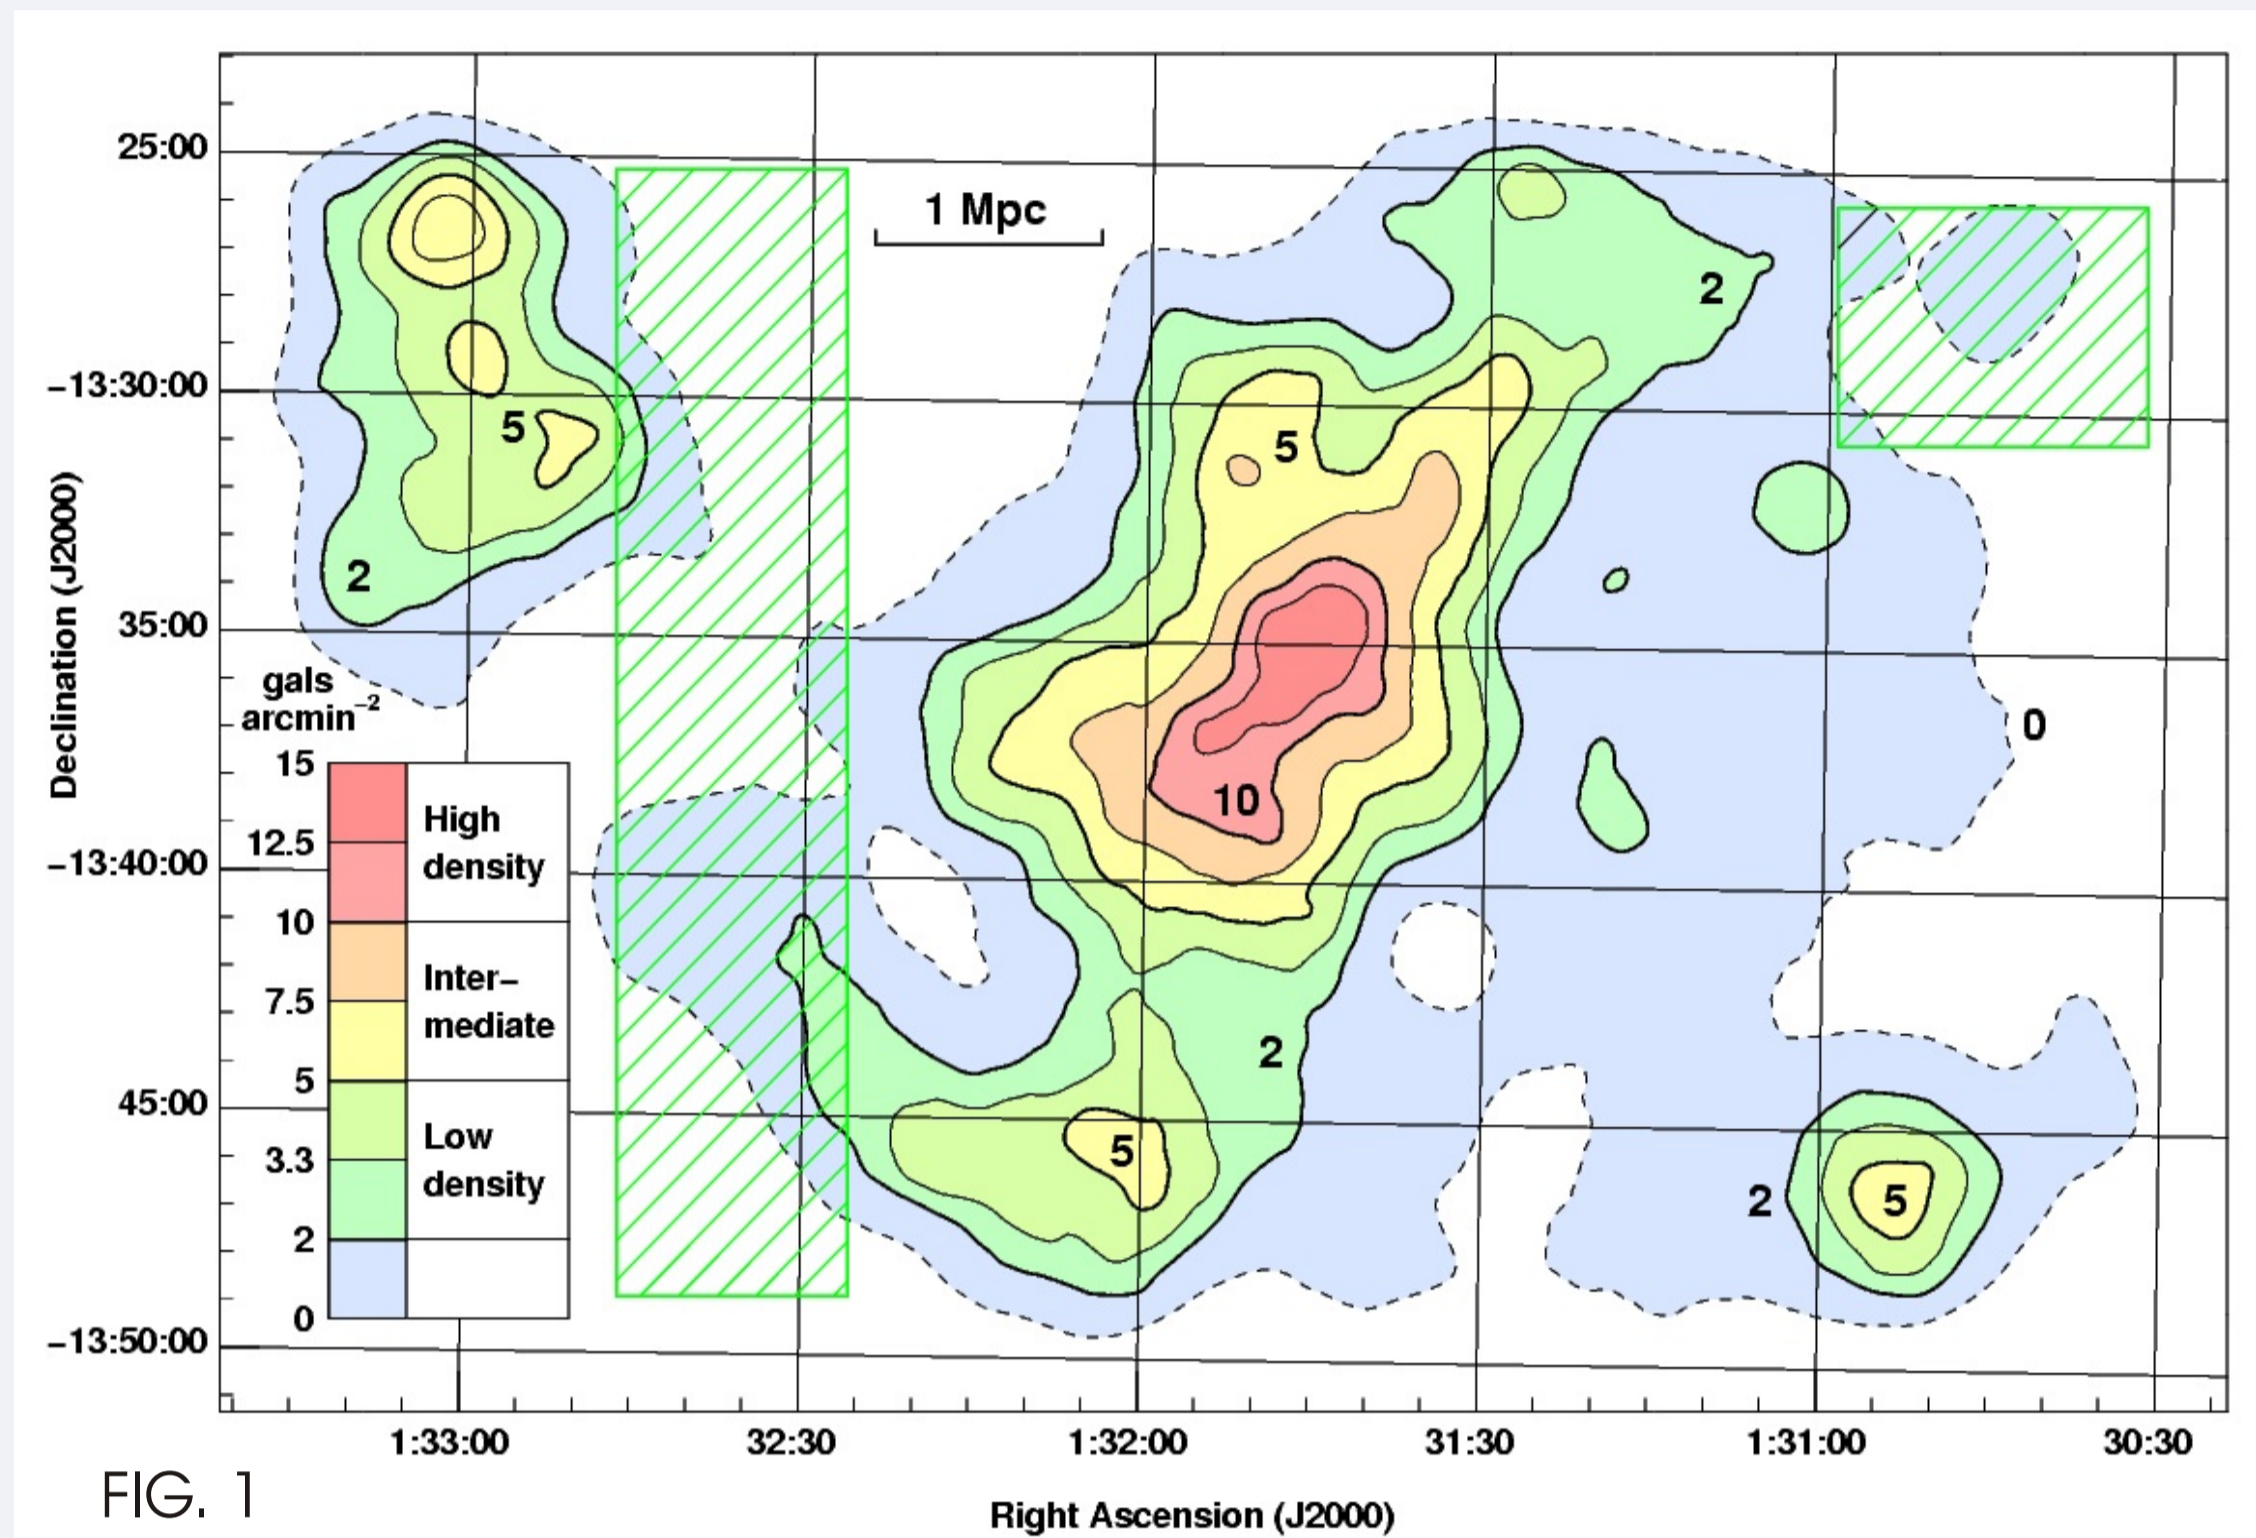 25:00
1 Mpc
2
−13:30:00
5
5
2
35:00
Declination (J2000)
gals
arcmin⁻²
0
15
High
density
12.5
10
−13:40:00
10
Inter−
mediate
7.5
2
5
45:00
Low
density
3.3
5
2
5
2
0
−13:50:00
1:33:00
32:30
1:32:00
31:30
1:31:00
30:30
FIG. 1
Right Ascension (J2000)